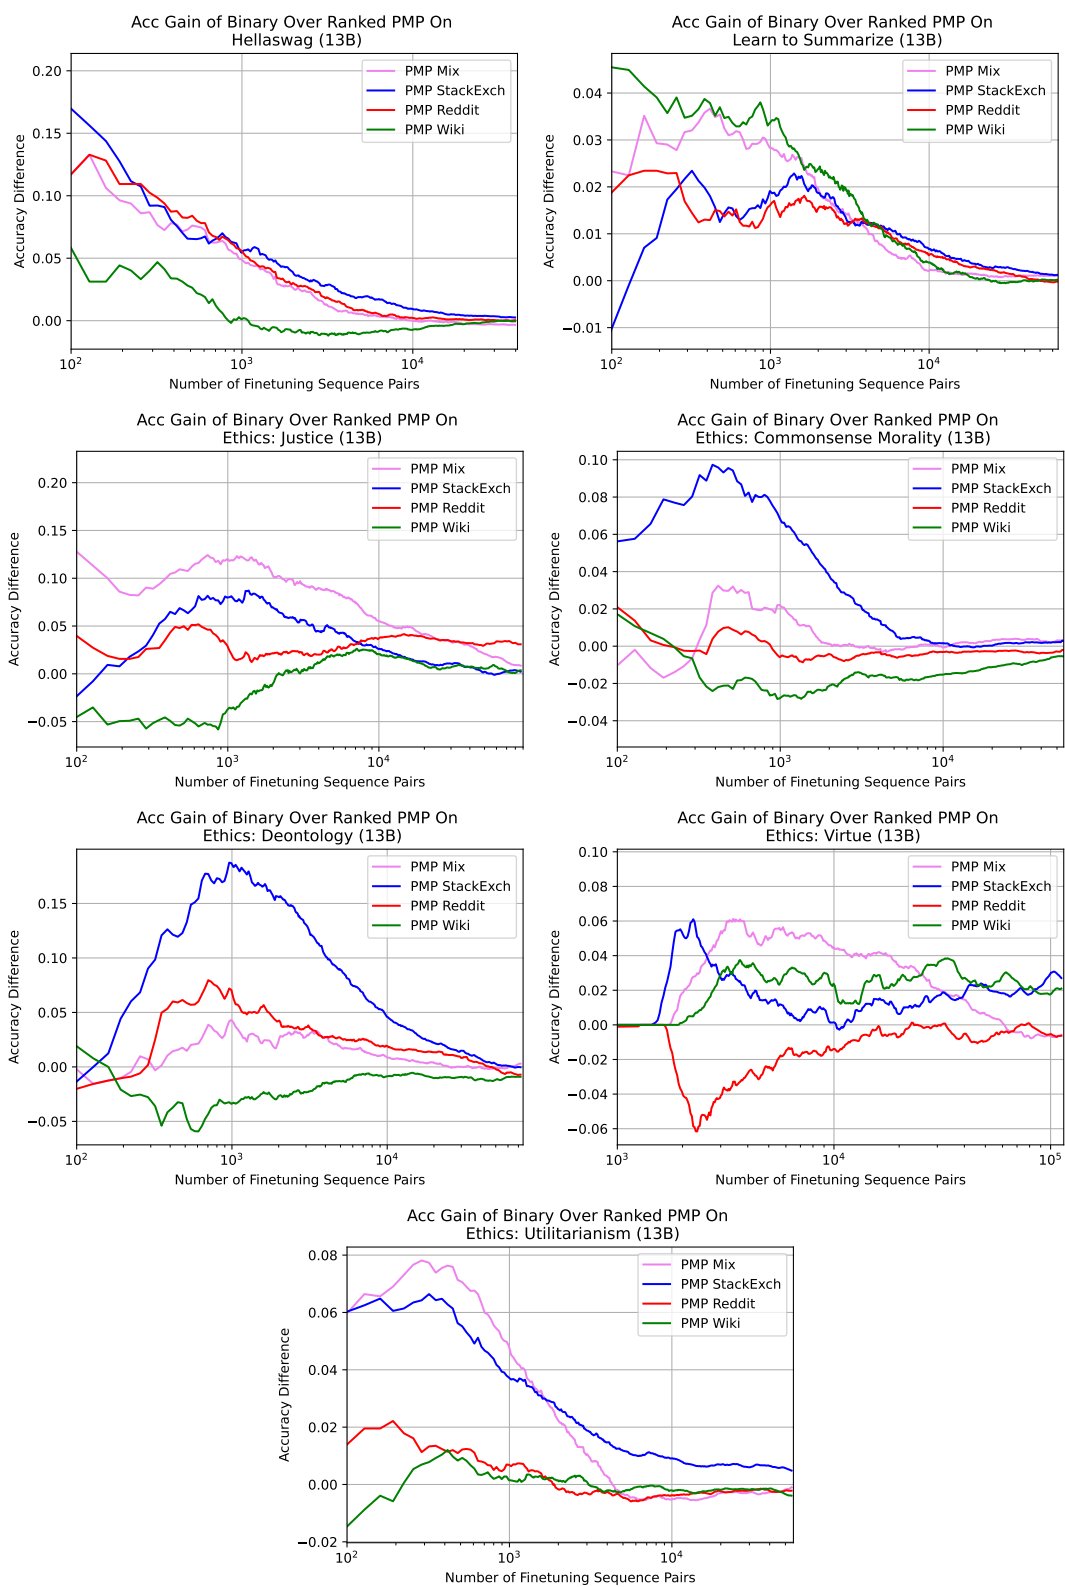 Acc Gain of Binary Over Ranked PMP On
Hellaswag (13B)
Accuracy Difference
0.20
0.15
0.10
0.05
0.00
10²
10³
10⁴
Number of Finetuning Sequence Pairs
PMP Mix
PMP StackExch
PMP Reddit
PMP Wiki
Acc Gain of Binary Over Ranked PMP On
Learn to Summarize (13B)
Accuracy Difference
0.04
0.03
0.02
0.01
0.00
−0.01
10²
10³
10⁴
Number of Finetuning Sequence Pairs
PMP Mix
PMP StackExch
PMP Reddit
PMP Wiki
Acc Gain of Binary Over Ranked PMP On
Ethics: Justice (13B)
Accuracy Difference
0.20
0.15
0.10
0.05
0.00
−0.05
10²
10³
10⁴
Number of Finetuning Sequence Pairs
PMP Mix
PMP StackExch
PMP Reddit
PMP Wiki
Acc Gain of Binary Over Ranked PMP On
Ethics: Commonsense Morality (13B)
Accuracy Difference
0.10
0.08
0.06
0.04
0.02
0.00
−0.02
−0.04
10²
10³
10⁴
Number of Finetuning Sequence Pairs
PMP Mix
PMP StackExch
PMP Reddit
PMP Wiki
Acc Gain of Binary Over Ranked PMP On
Ethics: Deontology (13B)
Accuracy Difference
0.15
0.10
0.05
0.00
−0.05
10²
10³
10⁴
Number of Finetuning Sequence Pairs
PMP Mix
PMP StackExch
PMP Reddit
PMP Wiki
Acc Gain of Binary Over Ranked PMP On
Ethics: Virtue (13B)
Accuracy Difference
0.10
0.08
0.06
0.04
0.02
0.00
−0.02
−0.04
−0.06
10³
10⁴
10⁵
Number of Finetuning Sequence Pairs
PMP Mix
PMP StackExch
PMP Reddit
PMP Wiki
Acc Gain of Binary Over Ranked PMP On
Ethics: Utilitarianism (13B)
Accuracy Difference
0.08
0.06
0.04
0.02
0.00
−0.02
10²
10³
10⁴
Number of Finetuning Sequence Pairs
PMP Mix
PMP StackExch
PMP Reddit
PMP Wiki